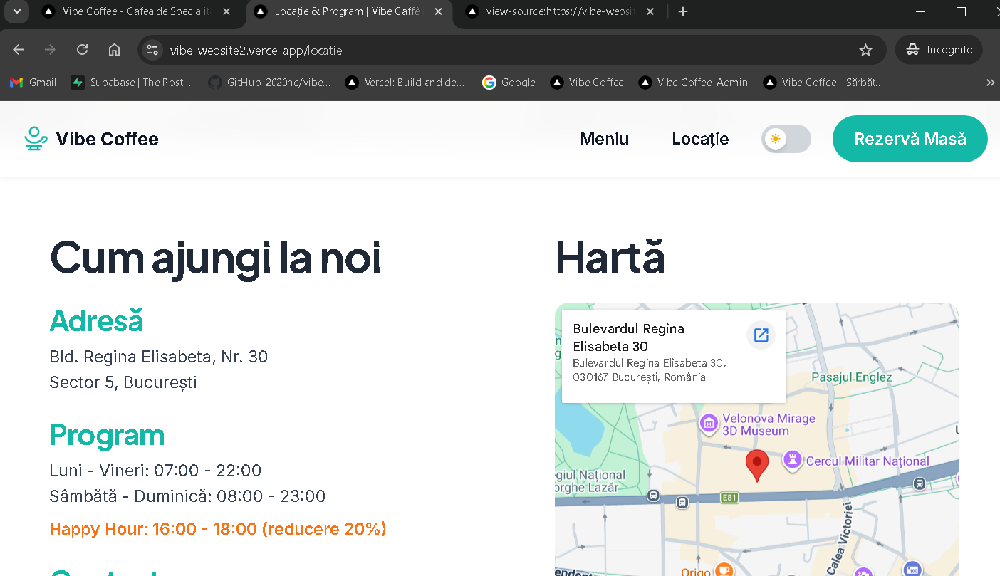 Vibe Coffee - Cafea de Specialit
Locație & Program | Vibe Caffè
view-source:https://vibe-websi
vibe-website2.vercel.app/locatie
Incognito
Gmail
Supabase | The Post...
GitHub-2020nc/vibe...
Vercel: Build and de...
Google
Vibe Coffee
Vibe Coffee-Admin
Vibe Coffee - Sărbăt...
Vibe Coffee
Meniu
Locație
Rezervă Masă
Cum ajungi la noi
Adresă
Bld. Regina Elisabeta, Nr. 30
Sector 5, București
Program
Luni - Vineri: 07:00 - 22:00
Sâmbătă - Duminică: 08:00 - 23:00
Happy Hour: 16:00 - 18:00 (reducere 20%)
Hartă
Bulevardul Regina
Elisabeta 30
Bulevardul Regina Elisabeta 30,
030167 București, România
Pasajul Englez
Velonova Mirage
3D Museum
Cercul Militar Național
giul Național
orghe Lazăr
E81
Calea Victoriei
Origo